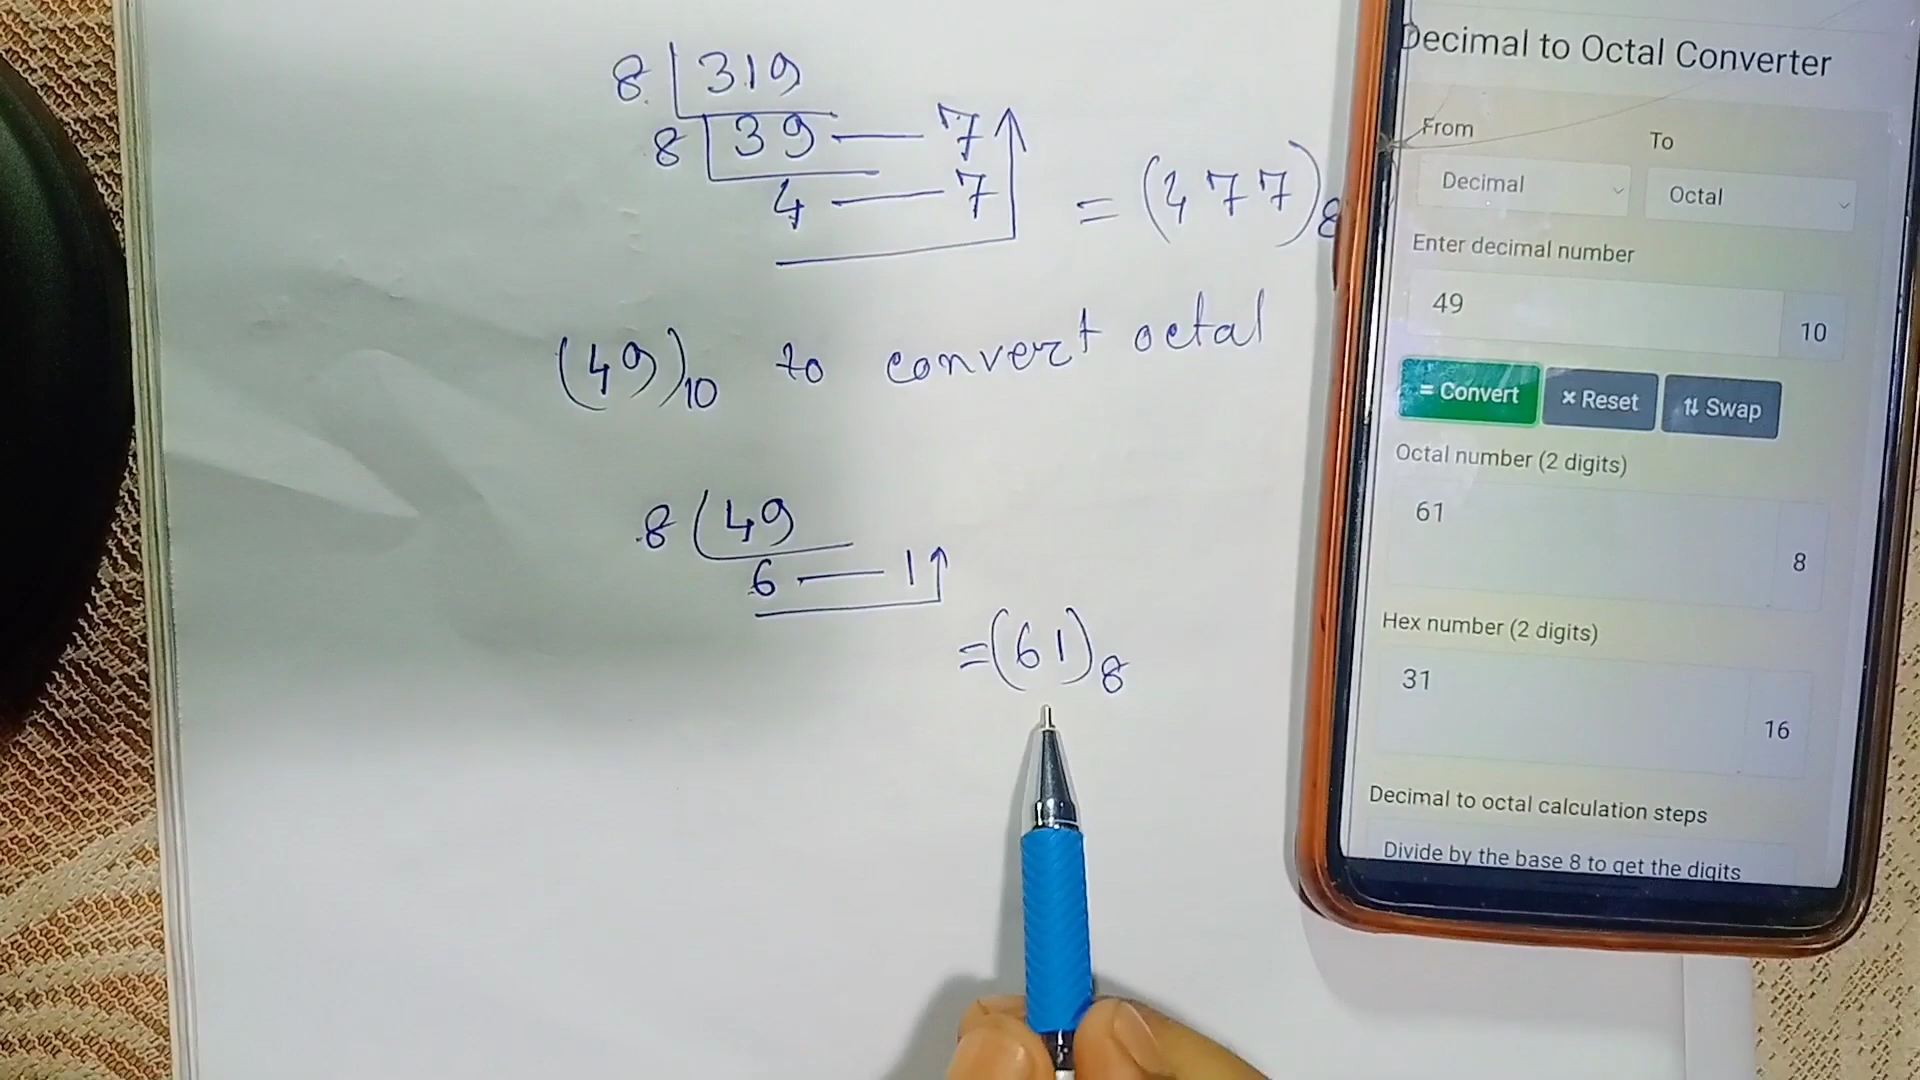 8 319
8 39 — 7
4 — 7
= (477)8
(49)10 to convert octal
8 49
6 — 1
=(61)8
Decimal to Octal Converter
From To
Decimal Octal
Enter decimal number
49 10
= Convert × Reset ⇅ Swap
Octal number (2 digits)
61
8
Hex number (2 digits)
31
16
Decimal to octal calculation steps
Divide by the base 8 to get the digits